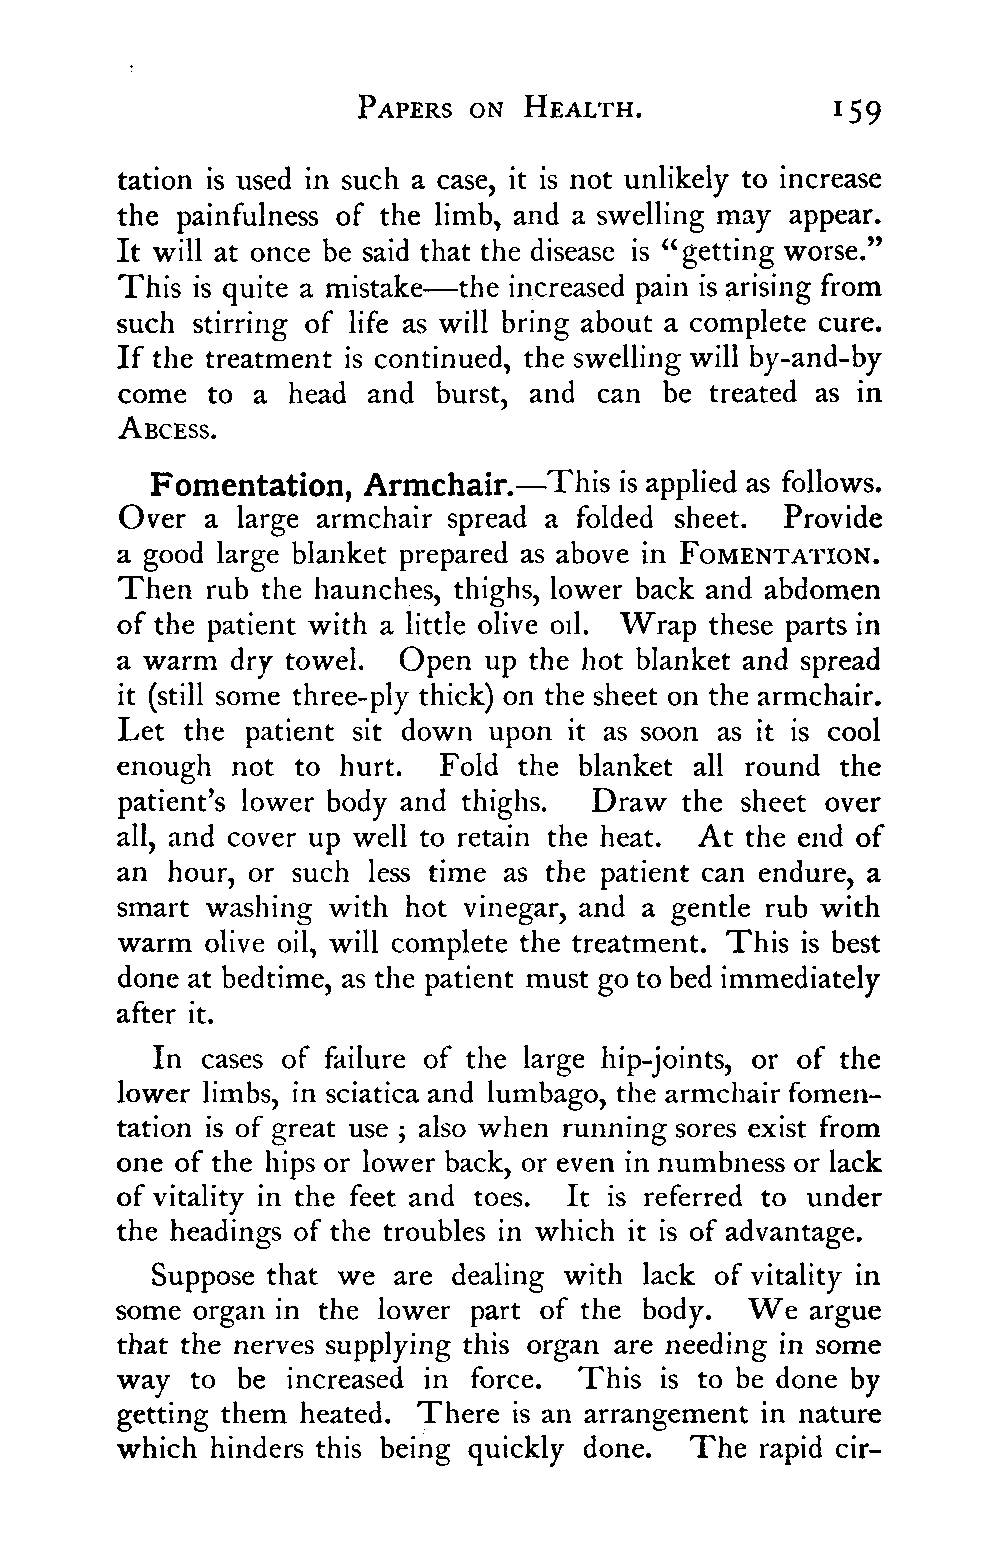 PAPERS ON HEALTH. 159
tation is used in such a case, it is not unlikely to increase
the painfulness of the limb, and a swelling may appear.
It will at once be said that the disease is “getting worse.”
This is quite a mistake—the increased pain is arising from
such stirring of life as will bring about a complete cure.
If the treatment is continued, the swelling will by-and-by
come to a head and burst, and can be treated as in
ABCESS.
Fomentation, Armchair.—This is applied as follows.
Over a large armchair spread a folded sheet. Provide
a good large blanket prepared as above in FOMENTATION.
Then rub the haunches, thighs, lower back and abdomen
of the patient with a little olive oil. Wrap these parts in
a warm dry towel. Open up the hot blanket and spread
it (still some three-ply thick) on the sheet on the armchair.
Let the patient sit down upon it as soon as it is cool
enough not to hurt. Fold the blanket all round the
patient's lower body and thighs. Draw the sheet over
all, and cover up well to retain the heat. At the end of
an hour, or such less time as the patient can endure, a
smart washing with hot vinegar, and a gentle rub with
warm olive oil, will complete the treatment. This is best
done at bedtime, as the patient must go to bed immediately
after it.
In cases of failure of the large hip-joints, or of the
lower limbs, in sciatica and lumbago, the armchair fomen-
tation is of great use ; also when running sores exist from
one of the hips or lower back, or even in numbness or lack
of vitality in the feet and toes. It is referred to under
the headings of the troubles in which it is of advantage.
Suppose that we are dealing with lack of vitality in
some organ in the lower part of the body. We argue
that the nerves supplying this organ are needing in some
way to be increased in force. This is to be done by
getting them heated. There is an arrangement in nature
which hinders this being quickly done. The rapid cir-